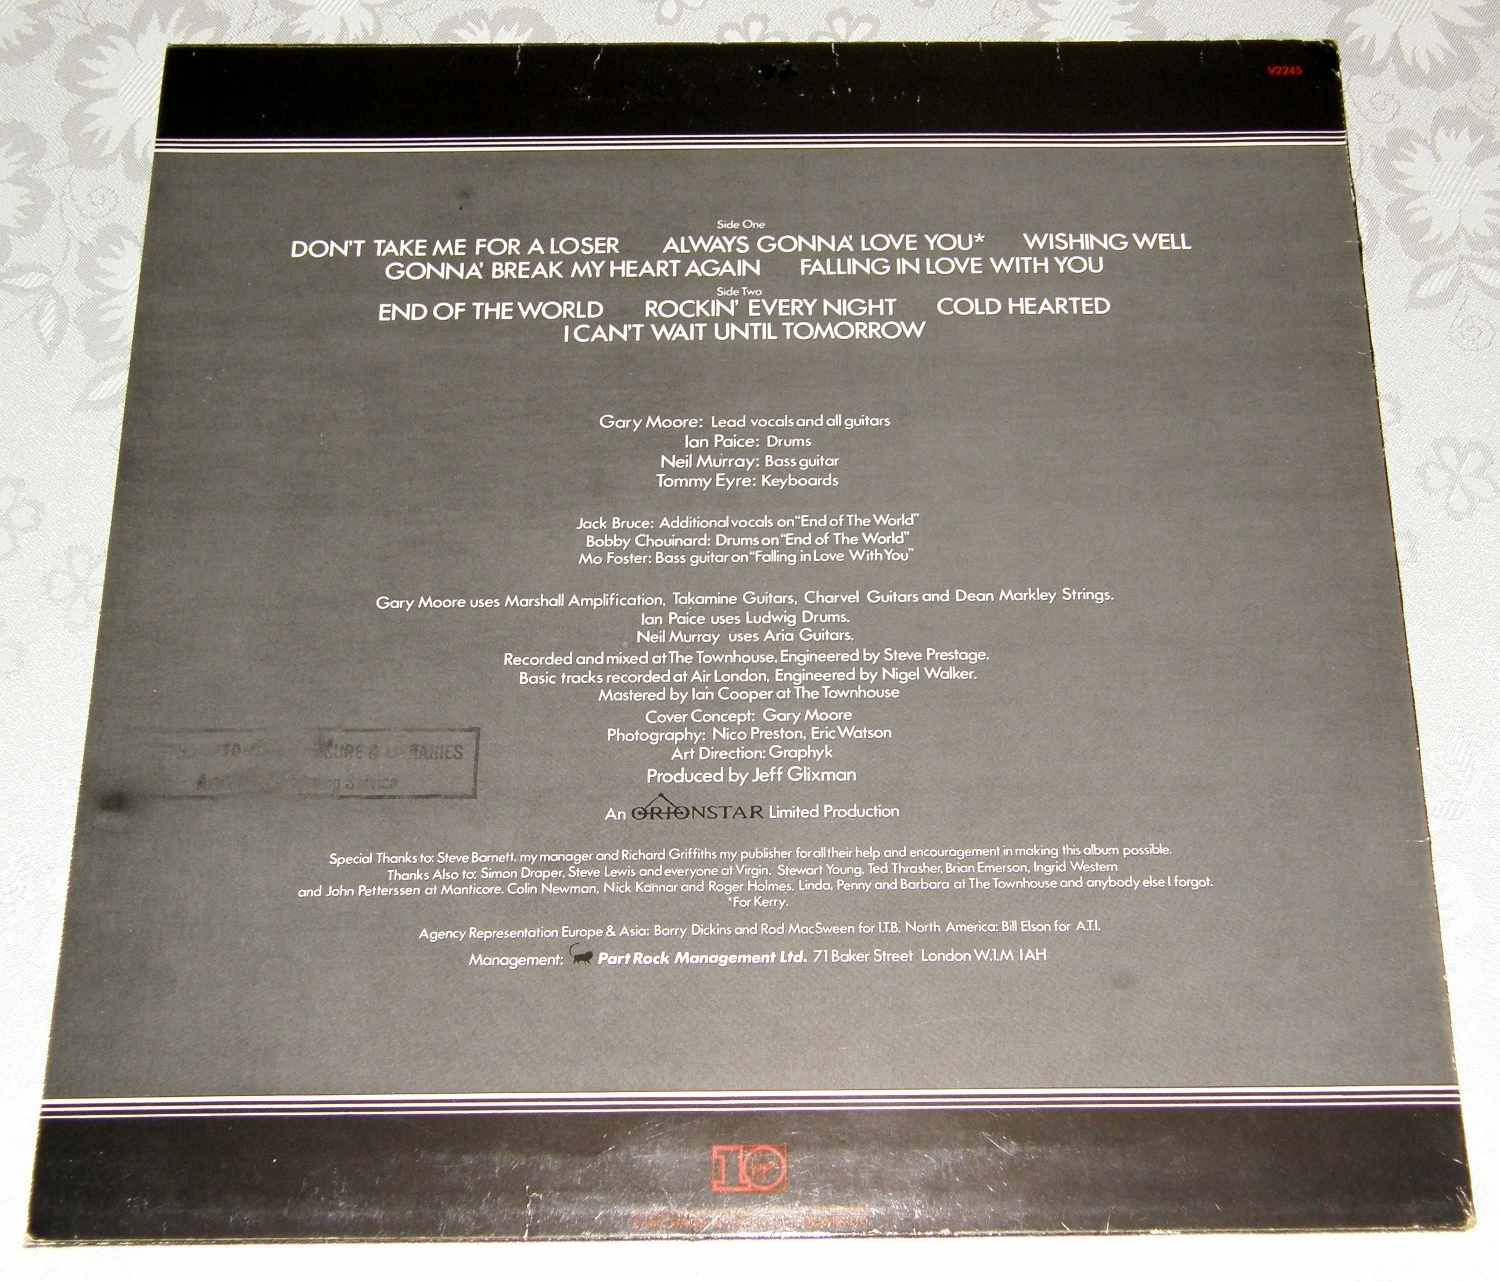 V2245
Side One
DON'T TAKE ME FOR A LOSER ALWAYS GONNA' LOVE YOU* WISHING WELL
GONNA' BREAK MY HEART AGAIN FALLING IN LOVE WITH YOU
Side Two
END OF THE WORLD ROCKIN' EVERY NIGHT COLD HEARTED
I CAN'T WAIT UNTIL TOMORROW
Gary Moore: Lead vocals and all guitars
Ian Paice: Drums
Neil Murray: Bass guitar
Tommy Eyre: Keyboards
Jack Bruce: Additional vocals on "End of The World"
Bobby Chouinard: Drums on "End of The World"
Mo Foster: Bass guitar on "Falling in Love With You"
Gary Moore uses Marshall Amplification, Takamine Guitars, Charvel Guitars and Dean Markley Strings.
Ian Paice uses Ludwig Drums.
Neil Murray uses Aria Guitars.
Recorded and mixed at The Townhouse. Engineered by Steve Prestage.
Basic tracks recorded at Air London, Engineered by Nigel Walker.
Mastered by Ian Cooper at The Townhouse
Cover Concept: Gary Moore
Photography: Nico Preston, Eric Watson
Art Direction: Graphyk
Produced by Jeff Glixman
An ORIONSTAR Limited Production
Special Thanks to: Steve Barnett, my manager and Richard Griffiths my publisher for all their help and encouragement in making this album possible.
Thanks Also to: Simon Draper, Steve Lewis and everyone at Virgin. Stewart Young, Ted Thrasher, Brian Emerson, Ingrid Western
and John Petterssen at Manticore. Colin Newman, Nick Kannar and Roger Holmes. Linda, Penny and Barbara at The Townhouse and anybody else I forgot.
*For Kerry.
Agency Representation Europe & Asia: Barry Dickins and Rod MacSween for I.T.B. North America: Bill Elson for A.T.I.
Management: Part Rock Management Ltd. 71 Baker Street London W.1.M 1AH
10